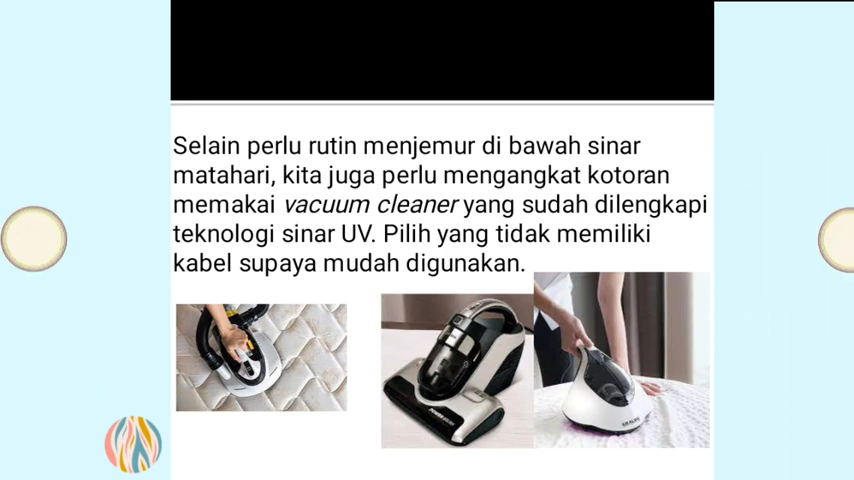 Selain perlu rutin menjemur di bawah sinar
matahari, kita juga perlu mengangkat kotoran
memakai vacuum cleaner yang sudah dilengkapi
teknologi sinar UV. Pilih yang tidak memiliki
kabel supaya mudah digunakan.